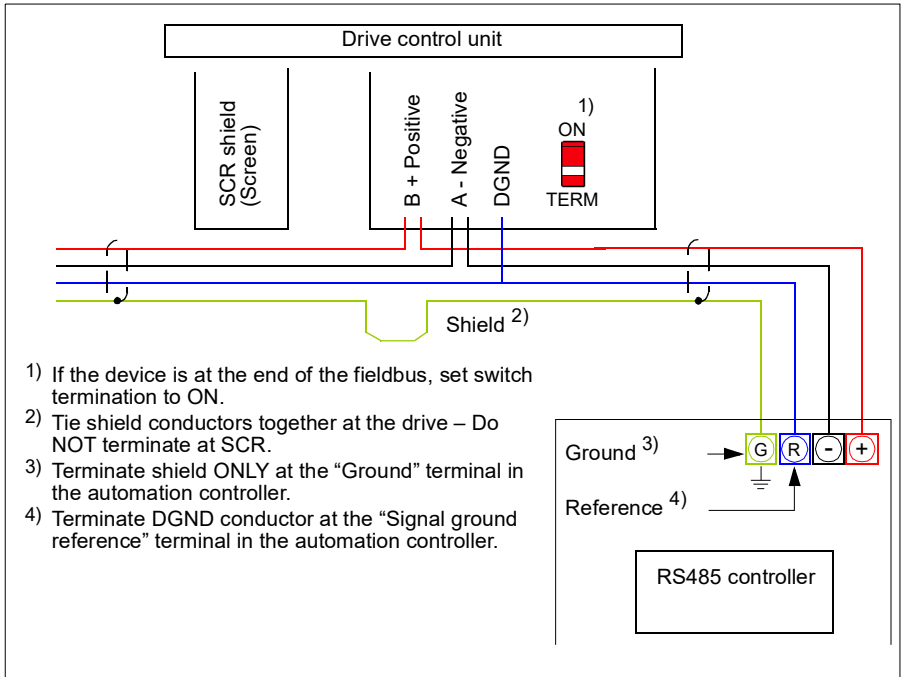 Drive control unit
SCR shield
(Screen)
B + Positive
A - Negative
DGND
1)
ON
TERM
Shield 2)
1) If the device is at the end of the fieldbus, set switch
termination to ON.
2) Tie shield conductors together at the drive – Do
NOT terminate at SCR.
3) Terminate shield ONLY at the “Ground” terminal in
the automation controller.
4) Terminate DGND conductor at the “Signal ground
reference” terminal in the automation controller.
Ground 3)
G R - +
Reference 4)
RS485 controller